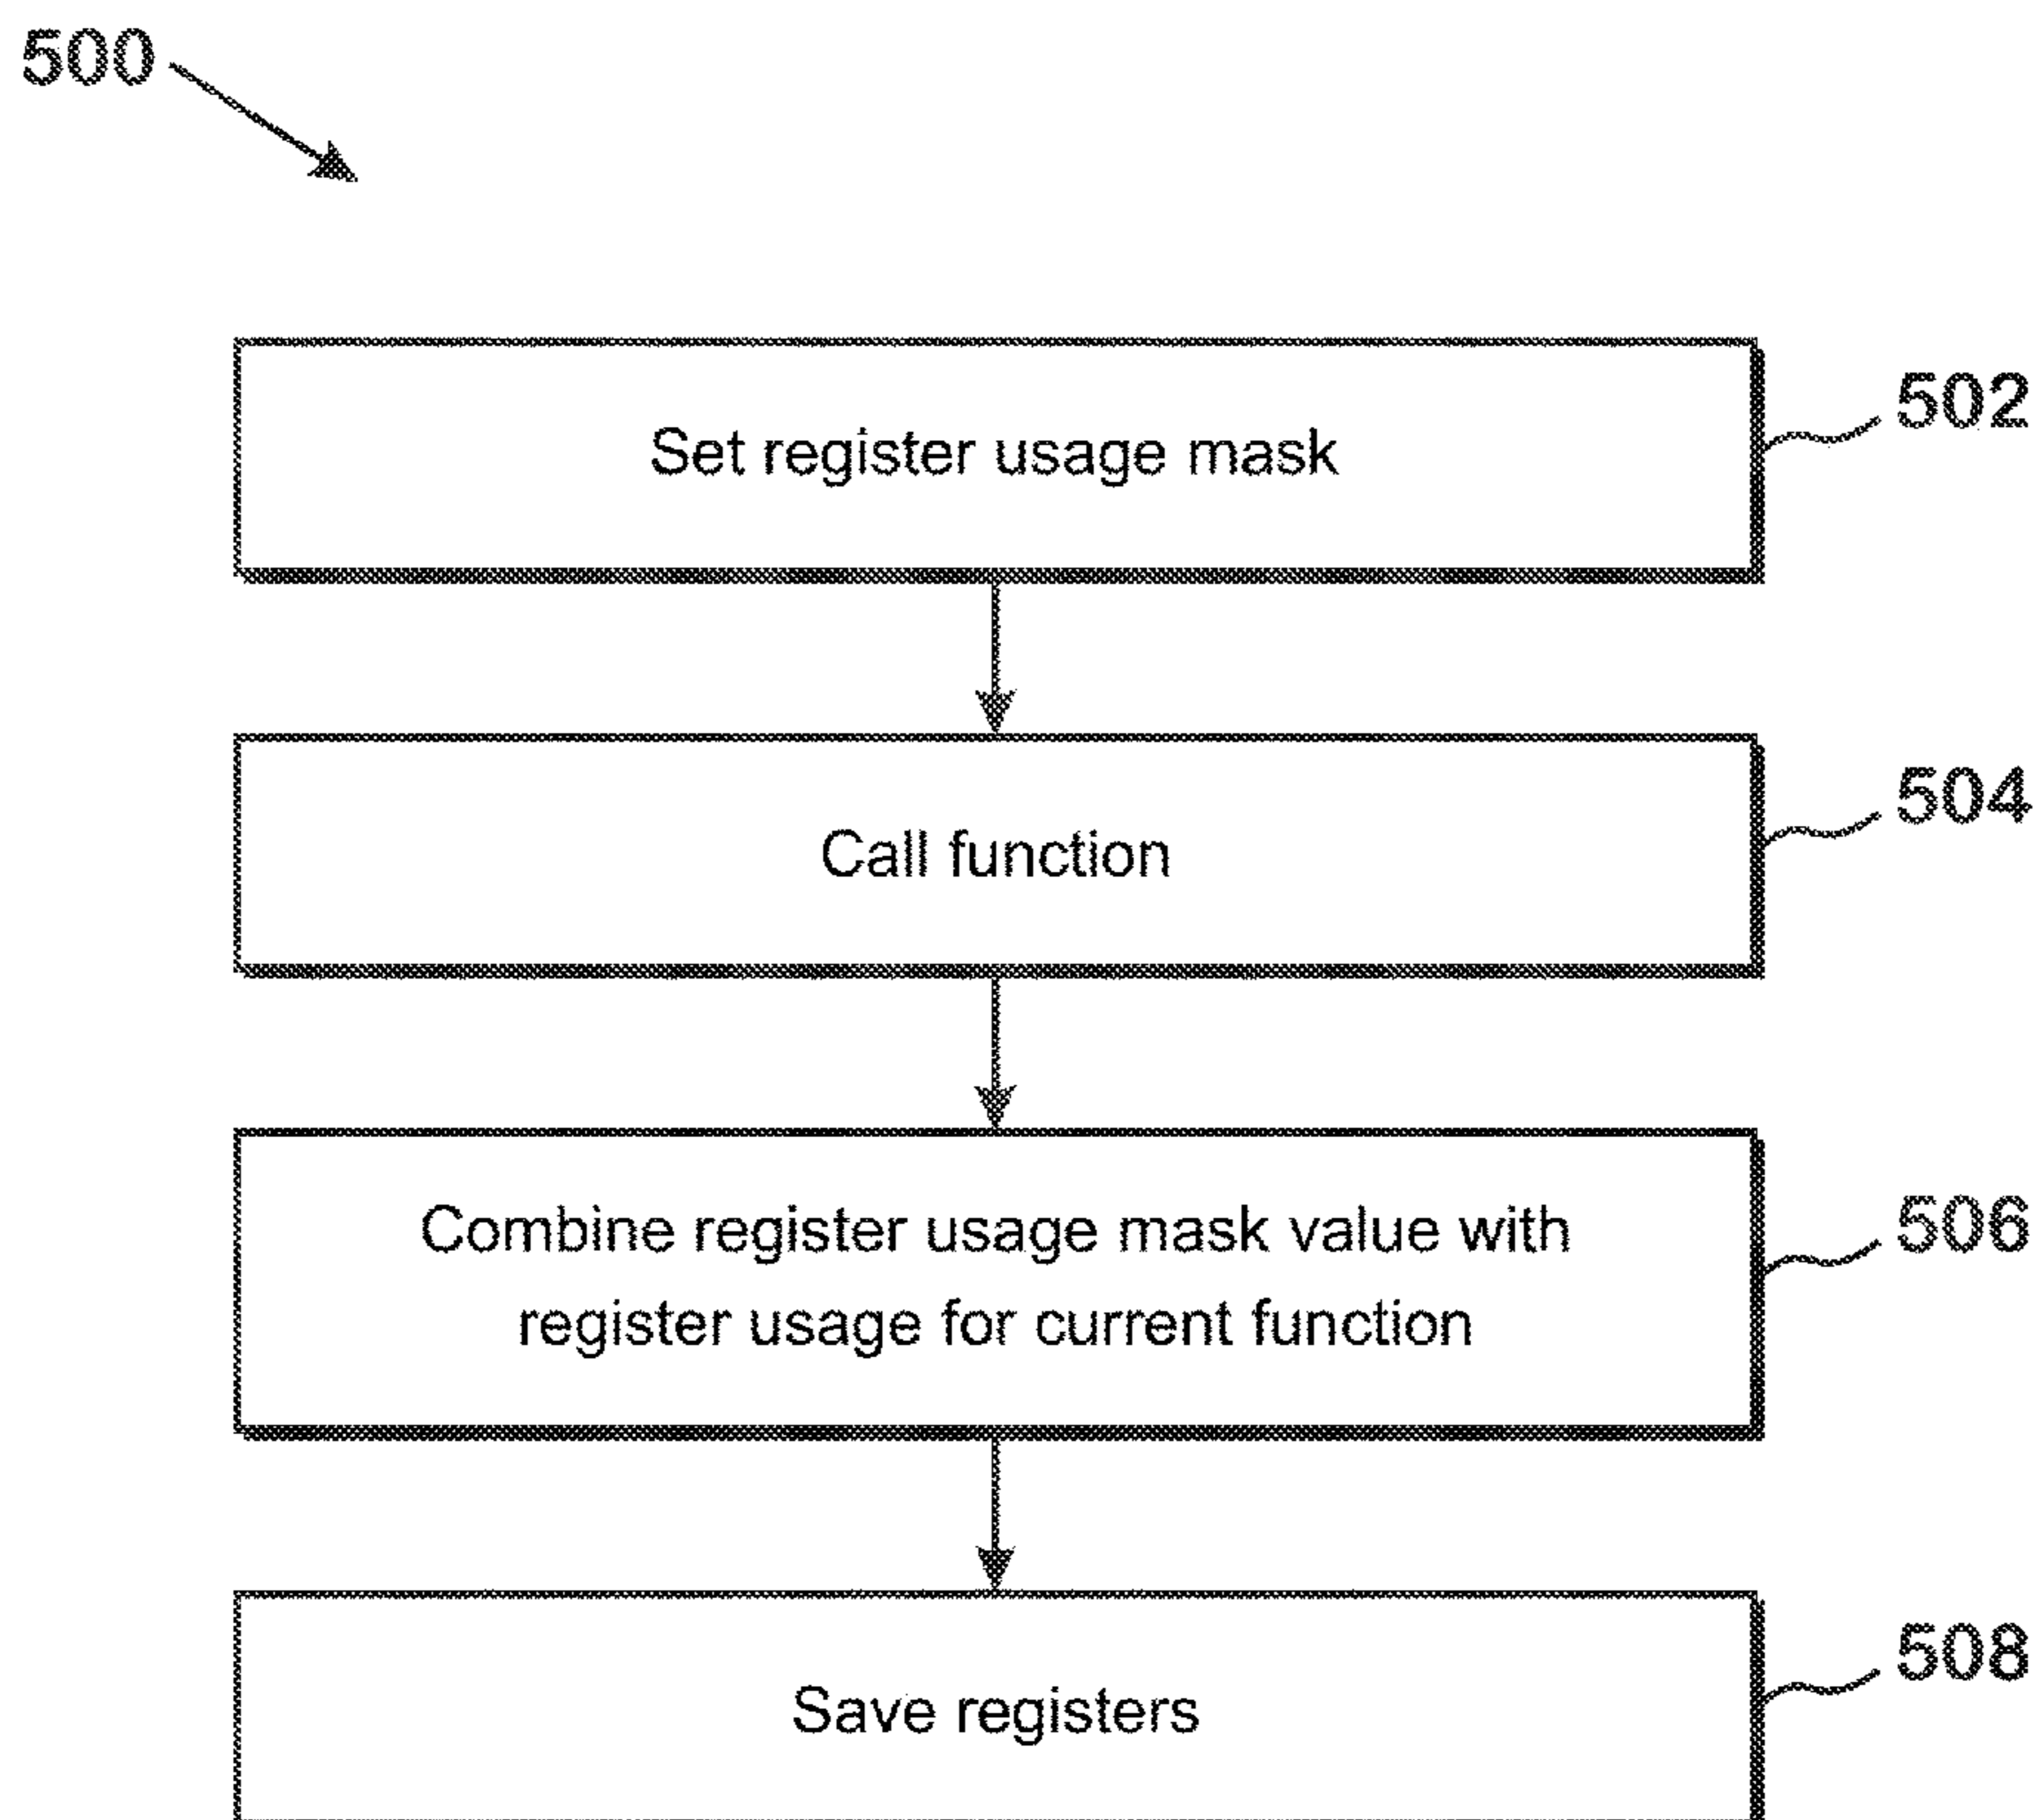 500
Set register usage mask
502
Call function
504
Combine register usage mask value with
register usage for current function
506
Save registers
508